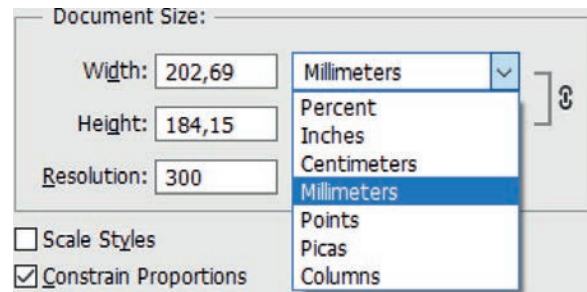 Document Size:
Width: 202,69 Millimeters
Percent
Height: 184,15
Inches
Centimeters
Resolution: 300
Millimeters
Points
Scale Styles
Picas
Constrain Proportions
Columns